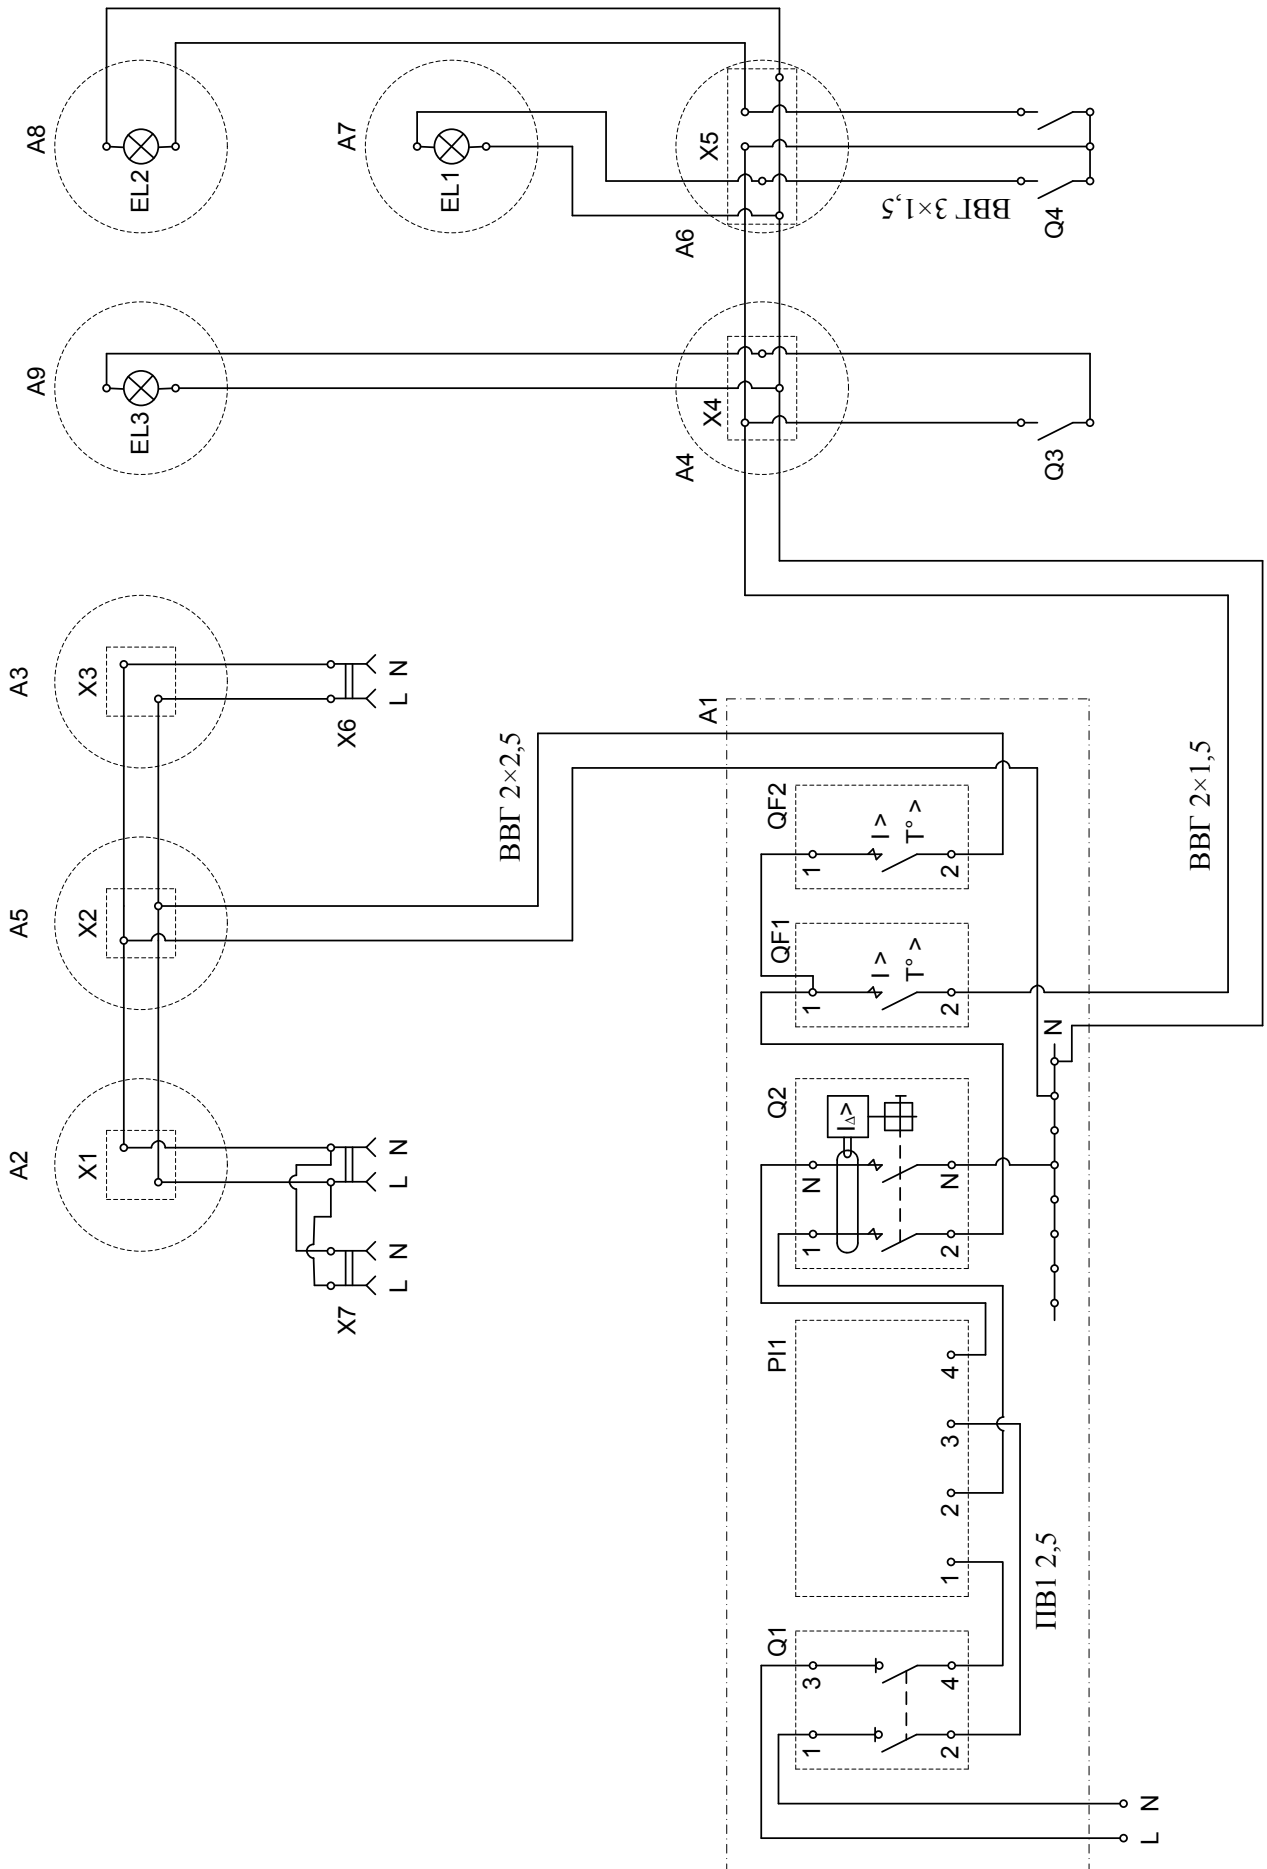 A8
EL2
A7
EL1
X5
A6
ВВГ 3×1,5
Q4
A9
EL3
X4
A4
Q3
A3
X3
X6
L N
A5
X2
ВВГ 2×2,5
A2
X1
L N
X7
L N
A1
QF2
1
I >
T° >
2
QF1
1
I >
T° >
2
ВВГ 2×1,5
N
Q2
I∆>
1 N
2 N
PI1
1 2 3 4
ПВ1 2,5
Q1
1 3
2 4
L N